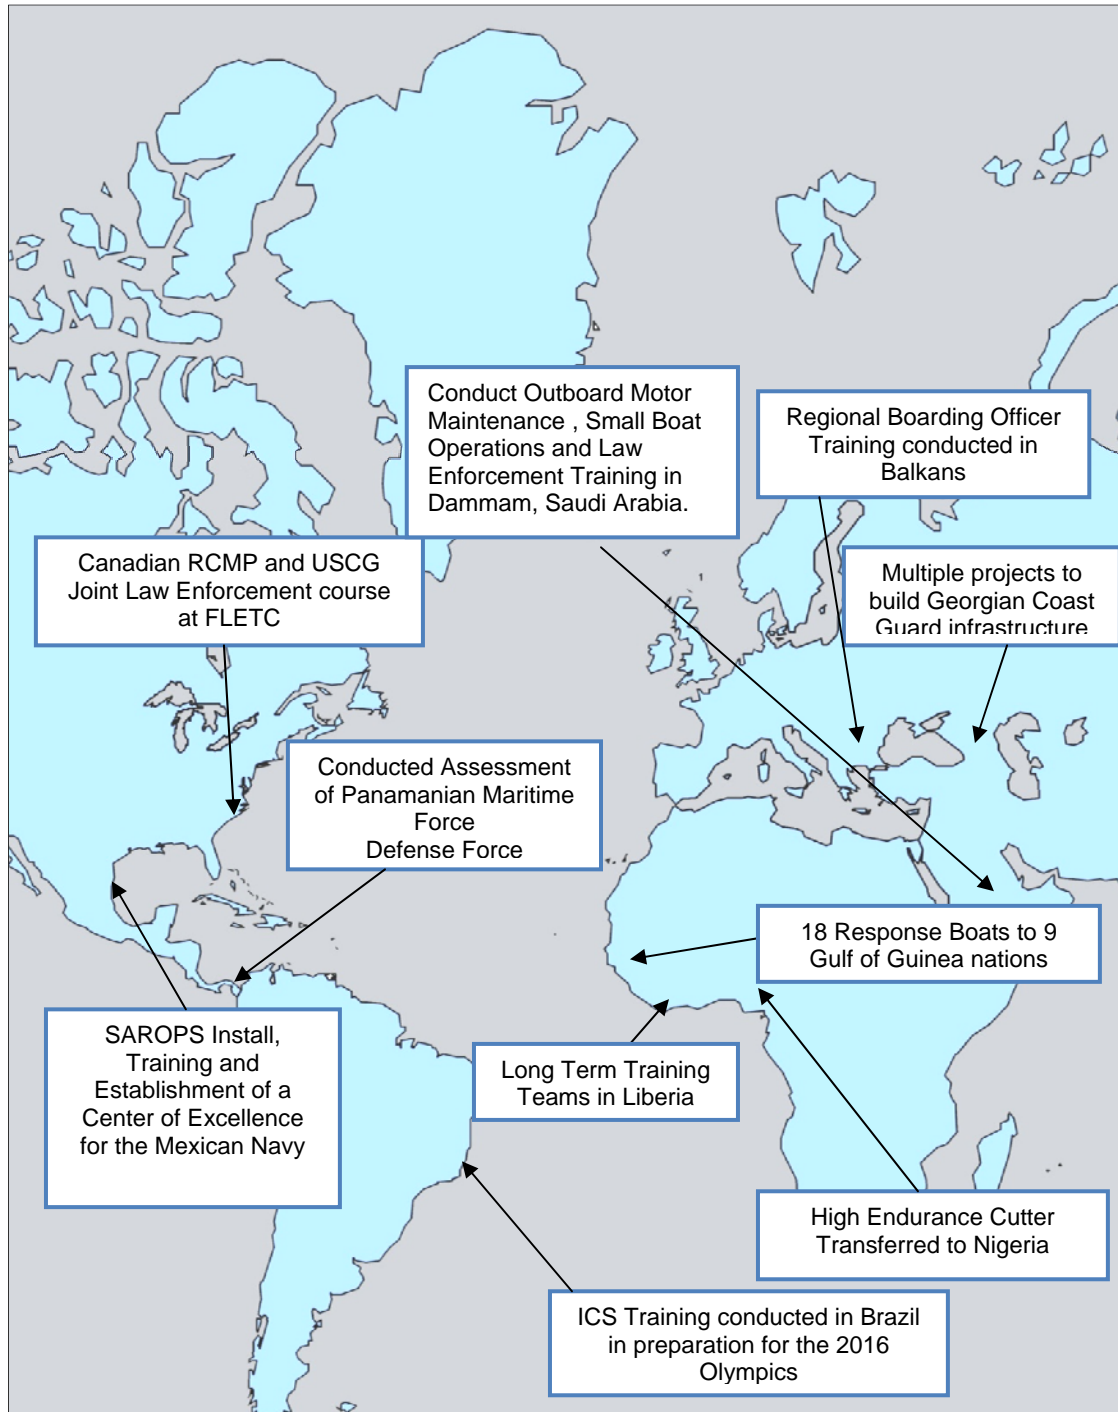 Conduct Outboard Motor
Maintenance , Small Boat
Operations and Law
Enforcement Training in
Dammam, Saudi Arabia.
Regional Boarding Officer
Training conducted in
Balkans
Canadian RCMP and USCG
Joint Law Enforcement course
at FLETC
Multiple projects to
build Georgian Coast
Guard infrastructure
Conducted Assessment
of Panamanian Maritime
Force
Defense Force
18 Response Boats to 9
Gulf of Guinea nations
SAROPS Install,
Training and
Establishment of a
Center of Excellence
for the Mexican Navy
Long Term Training
Teams in Liberia
High Endurance Cutter
Transferred to Nigeria
ICS Training conducted in Brazil
in preparation for the 2016
Olympics